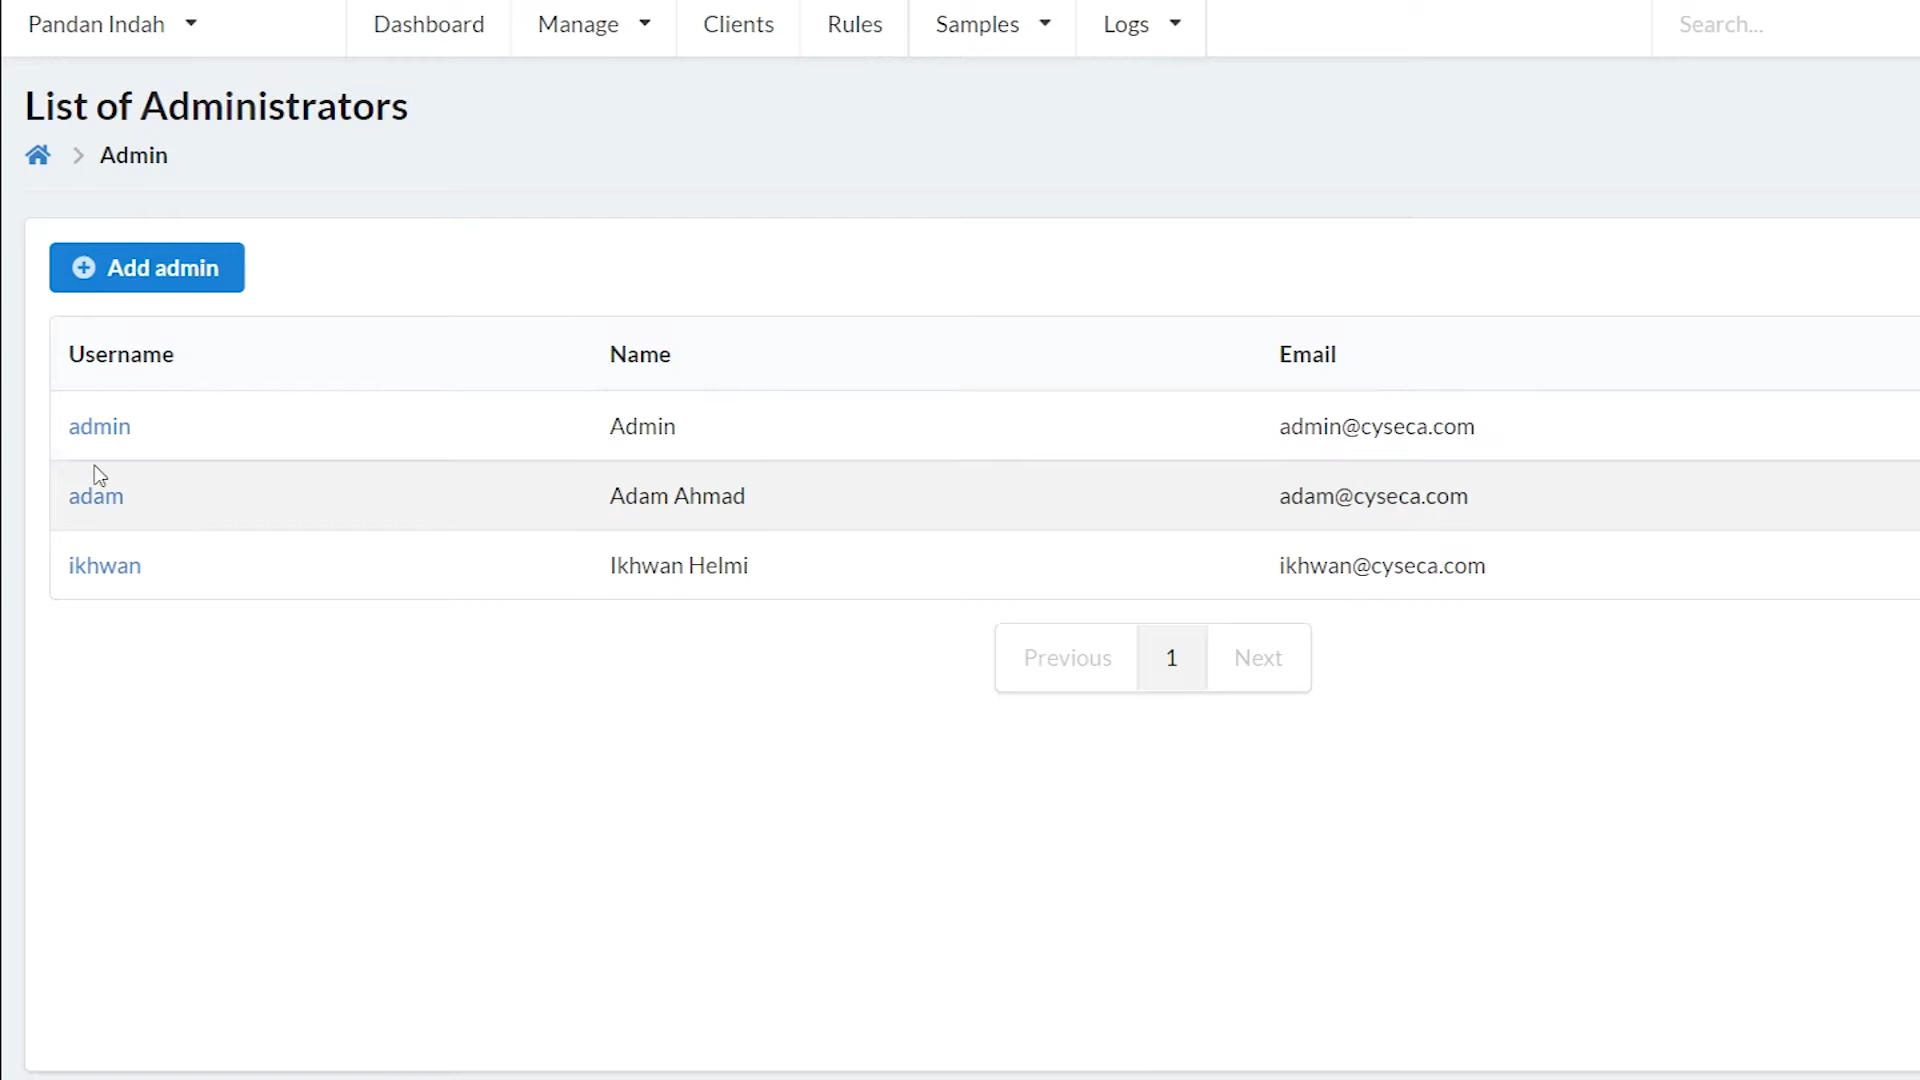 Pandan Indah Dashboard Manage Clients Rules Samples Logs Search...
List of Administrators
Admin
Add admin
Username Name Email
admin Admin admin@cyseca.com
adam Adam Ahmad adam@cyseca.com
ikhwan Ikhwan Helmi ikhwan@cyseca.com
Previous 1 Next